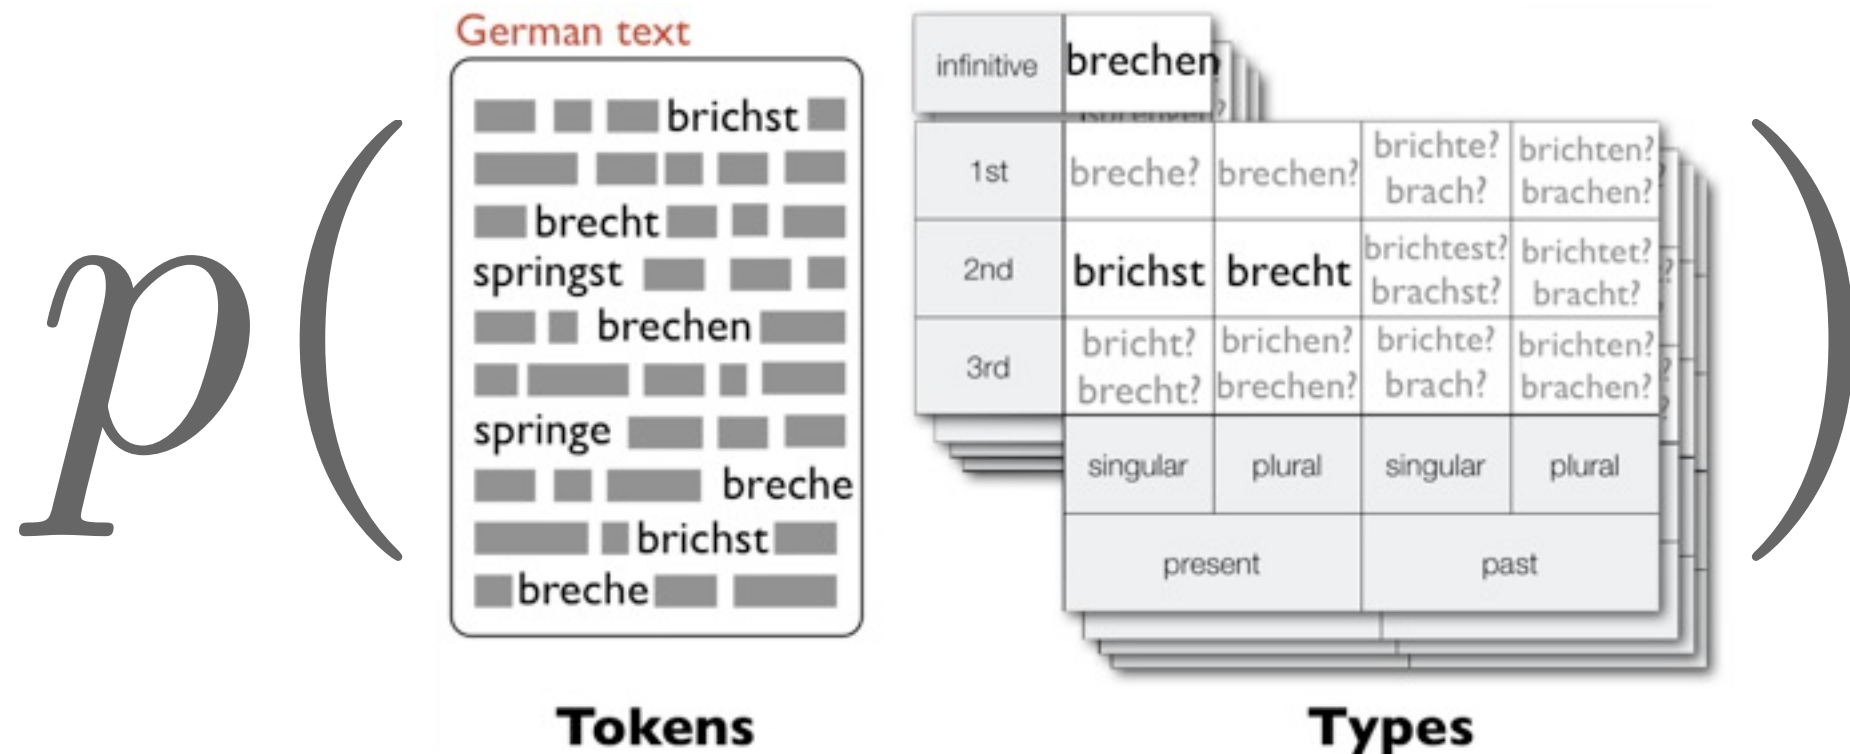 p(
German text
brichst
brecht
springst
brechen
springe
breche
brichst
breche
Tokens
infinitive brechen
1st breche? brechen? brichte? brach? brichten? brachen?
2nd brichst brecht brichtest? brachst? brichtet? bracht?
3rd bricht? brecht? brichen? brechen? brichte? brach? brichten? brachen?
singular plural singular plural
present past
Types
)